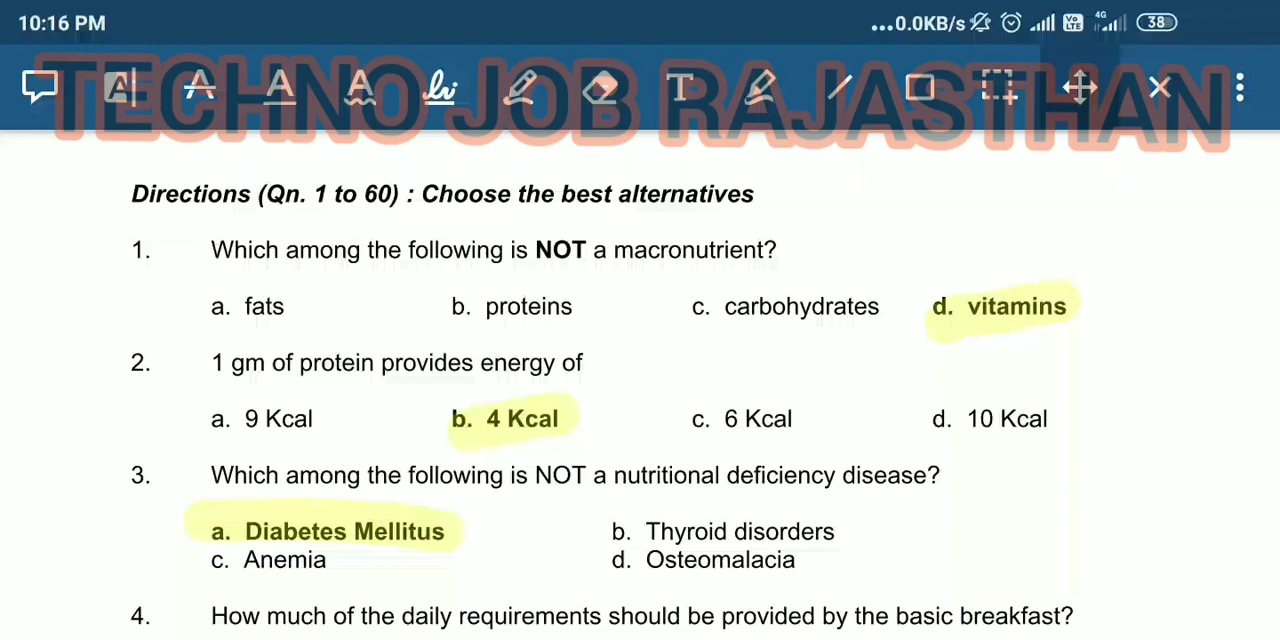 10:16 PM ...0.0KB/s Vo LTE 4G 38
TECHNO JOB RAJASTHAN
Directions (Qn. 1 to 60) : Choose the best alternatives
1. Which among the following is NOT a macronutrient?
a. fats b. proteins c. carbohydrates d. vitamins
2. 1 gm of protein provides energy of
a. 9 Kcal b. 4 Kcal c. 6 Kcal d. 10 Kcal
3. Which among the following is NOT a nutritional deficiency disease?
a. Diabetes Mellitus b. Thyroid disorders
c. Anemia d. Osteomalacia
4. How much of the daily requirements should be provided by the basic breakfast?